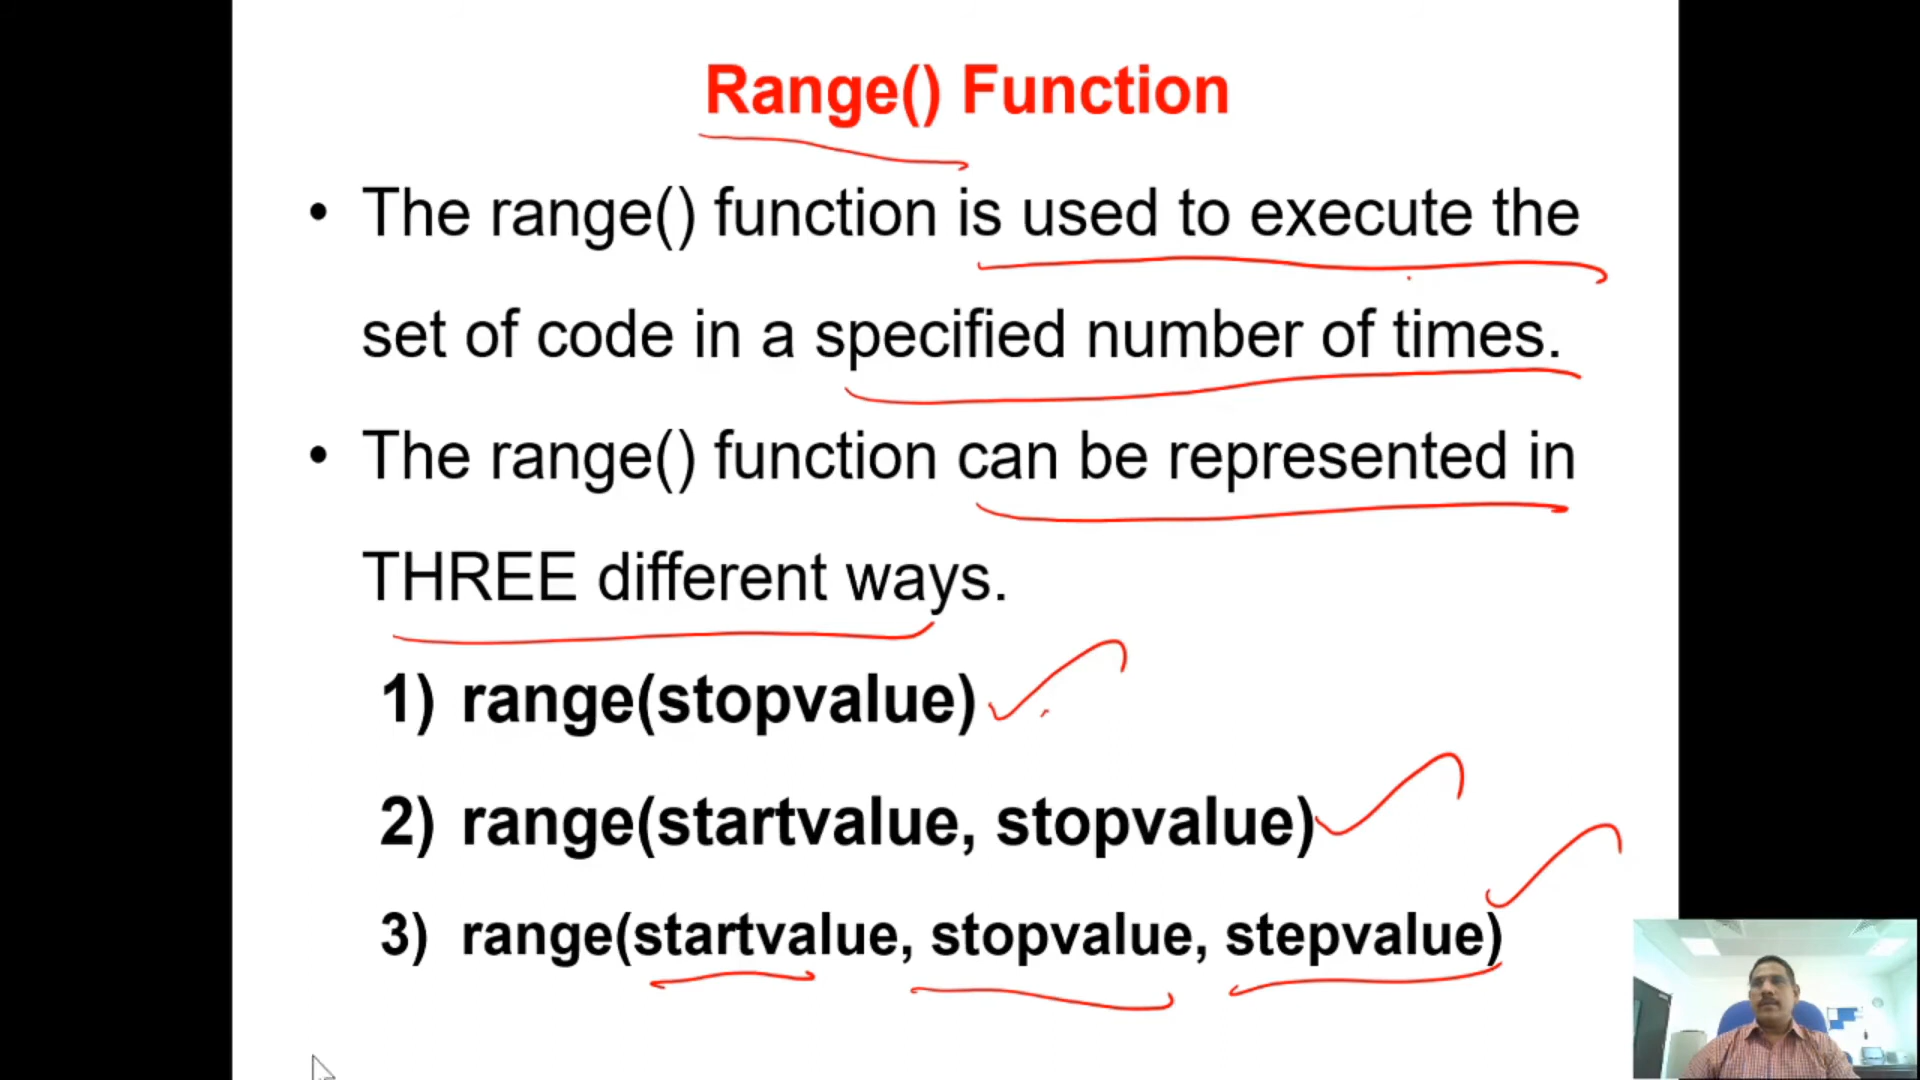 Range() Function
• The range() function is used to execute the
set of code in a specified number of times.
• The range() function can be represented in
THREE different ways.
1) range(stopvalue)
2) range(startvalue, stopvalue)
3) range(startvalue, stopvalue, stepvalue)